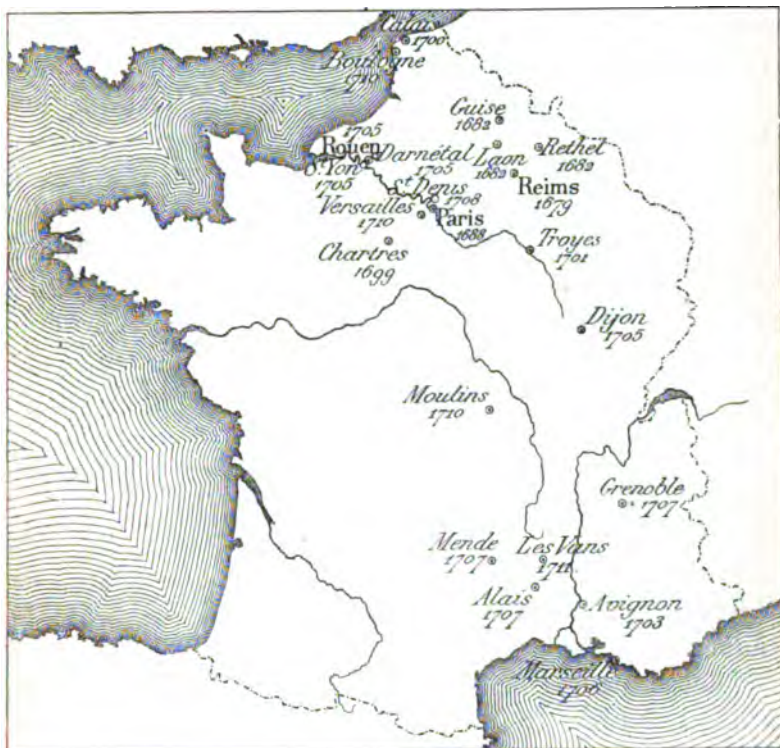 Calais
1700
Boulogne
1710
Guise
1682
Laon
1682
Rethel
1682
Reims
1679
1705
Rouen
St. Yon
1705
Darnétal
1705
St. Denis
1708
Versailles
1710
Paris
1688
Chartres
1699
Troyes
1701
Dijon
1705
Moulins
1710
Grenoble
1707
Mende
1707
Les Vans
1711
Alais
1707
Avignon
1703
Marseille
1706